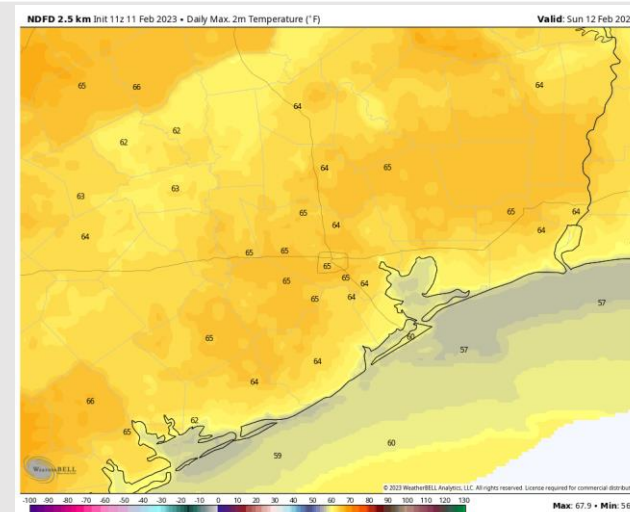 NDFD 2.5 km Init 11z 11 Feb 2023 • Daily Max. 2m Temperature (°F)
Valid: Sun 12 Feb 202
65 66 64
64
62
62
64 65
63 63
65 65 64
64 64
65 65
65
65 65 64
65 64
60 57
65 57
64
64
66
62
65
60
59
WeatherBELL
© 2023 WeatherBELL Analytics, LLC. All rights reserved. License required for commercial distribut
-100 -90 -80 -70 -60 -50 -40 -30 -20 -10 0 10 20 30 40 50 60 70 80 90 100 110 120 130
Max: 67.9 • Min: 56